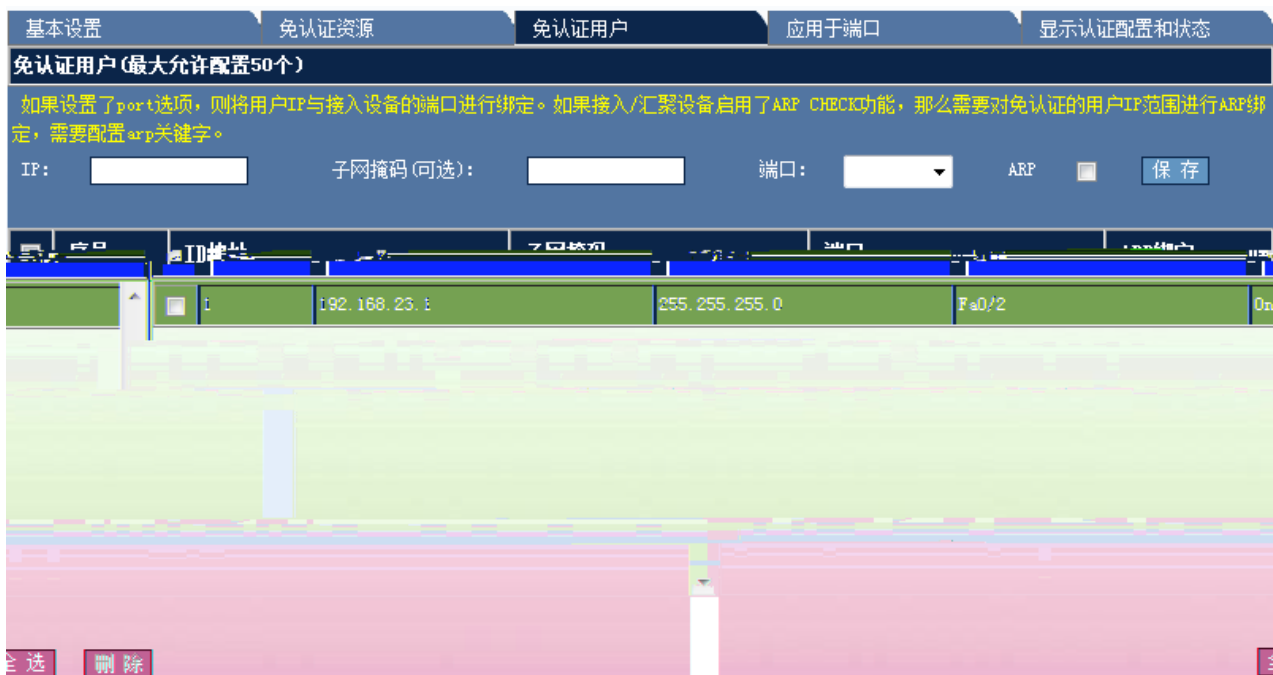 基本设置 免认证资源 免认证用户 应用于端口 显示认证配置和状态
免认证用户(最大允许配置50个)
如果设置了port选项，则将用户IP与接入设备的端口进行绑定。如果接入/汇聚设备启用了ARP CHECK功能，那么需要对免认证的用户IP范围进行ARP绑
定，需要配置arp关键字。
IP: 子网掩码(可选): 端口: ARP 保存
192.168.23.1 255.255.255.0 Fa0/2 On
全选 删除